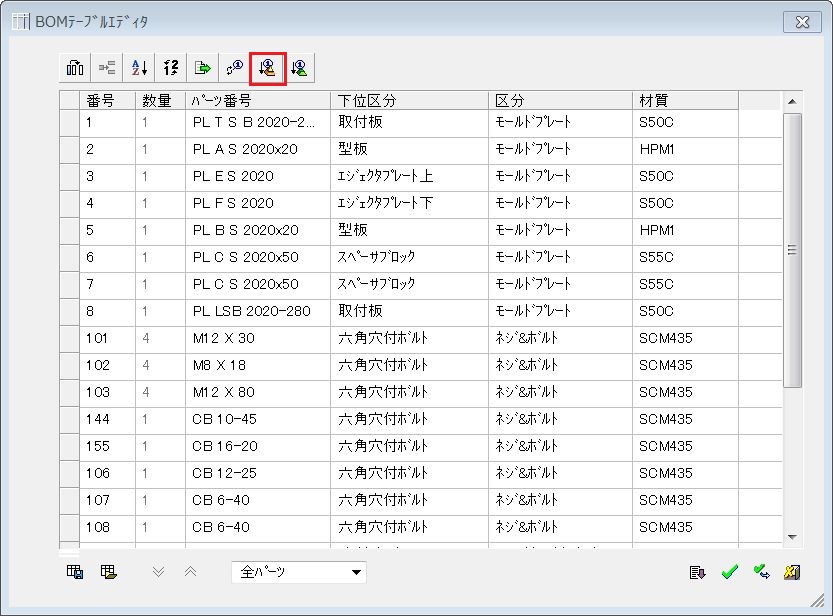 BOMﾃｰﾌﾞﾙｴﾃﾞｨﾀ
番号 数量 ﾊﾟｰﾂ番号 下位区分 区分 材質
1 1 PL T S B 2020-2... 取付板 ﾓｰﾙﾄﾞﾌﾟﾚｰﾄ S50C
2 1 PL A S 2020x20 型板 ﾓｰﾙﾄﾞﾌﾟﾚｰﾄ HPM1
3 1 PL E S 2020 ｴｼﾞｪｸﾀﾌﾟﾚｰﾄ上 ﾓｰﾙﾄﾞﾌﾟﾚｰﾄ S50C
4 1 PL F S 2020 ｴｼﾞｪｸﾀﾌﾟﾚｰﾄ下 ﾓｰﾙﾄﾞﾌﾟﾚｰﾄ S50C
5 1 PL B S 2020x20 型板 ﾓｰﾙﾄﾞﾌﾟﾚｰﾄ HPM1
6 1 PL C S 2020x50 ｽﾍﾟｰｻﾌﾞﾛｯｸ ﾓｰﾙﾄﾞﾌﾟﾚｰﾄ S55C
7 1 PL C S 2020x50 ｽﾍﾟｰｻﾌﾞﾛｯｸ ﾓｰﾙﾄﾞﾌﾟﾚｰﾄ S55C
8 1 PL LSB 2020-280 取付板 ﾓｰﾙﾄﾞﾌﾟﾚｰﾄ S50C
101 4 M12 X 30 六角穴付ﾎﾞﾙﾄ ﾈｼﾞ&ﾎﾞﾙﾄ SCM435
102 4 M8 X 18 六角穴付ﾎﾞﾙﾄ ﾈｼﾞ&ﾎﾞﾙﾄ SCM435
103 4 M12 X 80 六角穴付ﾎﾞﾙﾄ ﾈｼﾞ&ﾎﾞﾙﾄ SCM435
144 1 CB 10-45 六角穴付ﾎﾞﾙﾄ ﾈｼﾞ&ﾎﾞﾙﾄ SCM435
155 1 CB 16-20 六角穴付ﾎﾞﾙﾄ ﾈｼﾞ&ﾎﾞﾙﾄ SCM435
106 1 CB 12-25 六角穴付ﾎﾞﾙﾄ ﾈｼﾞ&ﾎﾞﾙﾄ SCM435
107 1 CB 6-40 六角穴付ﾎﾞﾙﾄ ﾈｼﾞ&ﾎﾞﾙﾄ SCM435
108 1 CB 6-40 六角穴付ﾎﾞﾙﾄ ﾈｼﾞ&ﾎﾞﾙﾄ SCM435
全ﾊﾟｰﾂ